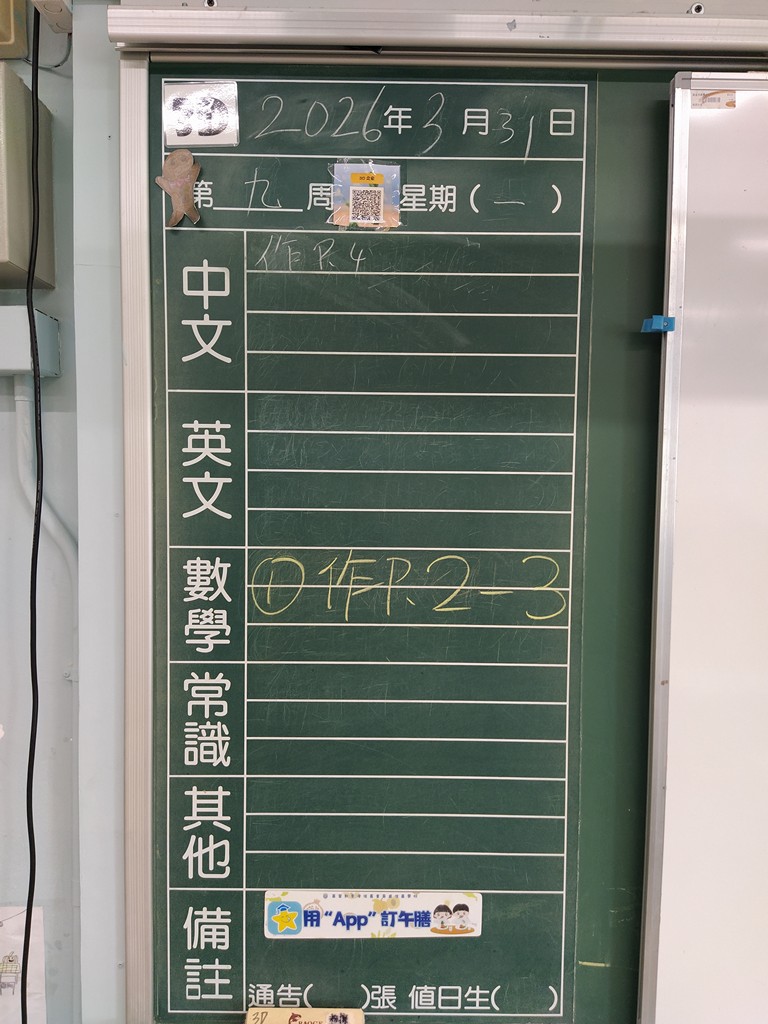 3D 2026年3月31日
第九周 星期(一)
中文 作P.4
英文
數學 ①作P.2-3
常識
其他
備註
用"App"訂午膳
通告( )張 值日生( )
3D